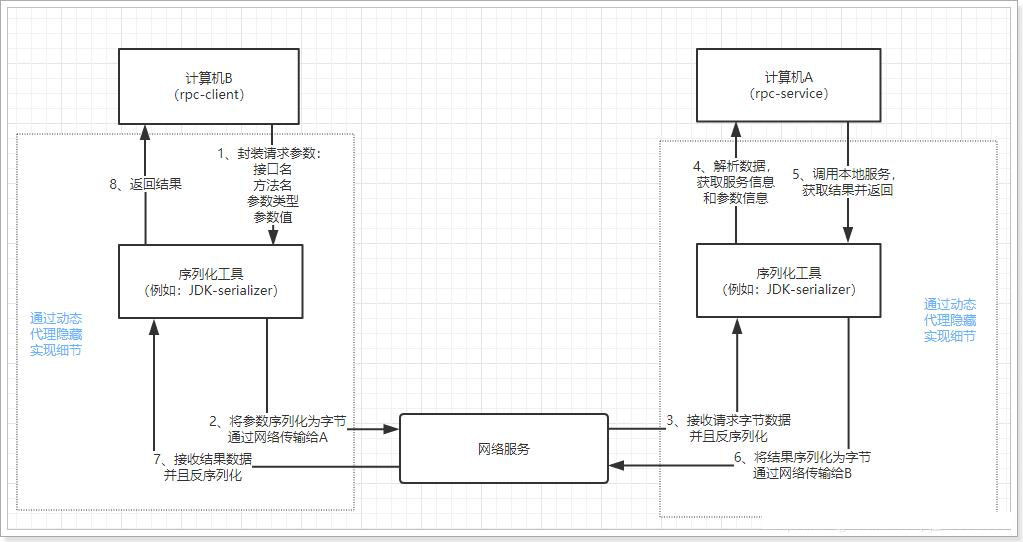 计算机B
（rpc-client）
计算机A
（rpc-service）
8、返回结果
1、封装请求参数：
接口名
方法名
参数类型
参数值
4、解析数据，
获取服务信息
和参数信息
5、调用本地服务，
获取结果并返回
序列化工具
（例如：JDK-serializer）
序列化工具
（例如：JDK-serializer）
通过动态
代理隐藏
实现细节
通过动态
代理隐藏
实现细节
2、将参数序列化为字节
通过网络传输给A
7、接收结果数据
并且反序列化
网络服务
3、接收请求字节数据
并且反序列化
6、将结果序列化为字节
通过网络传输给B